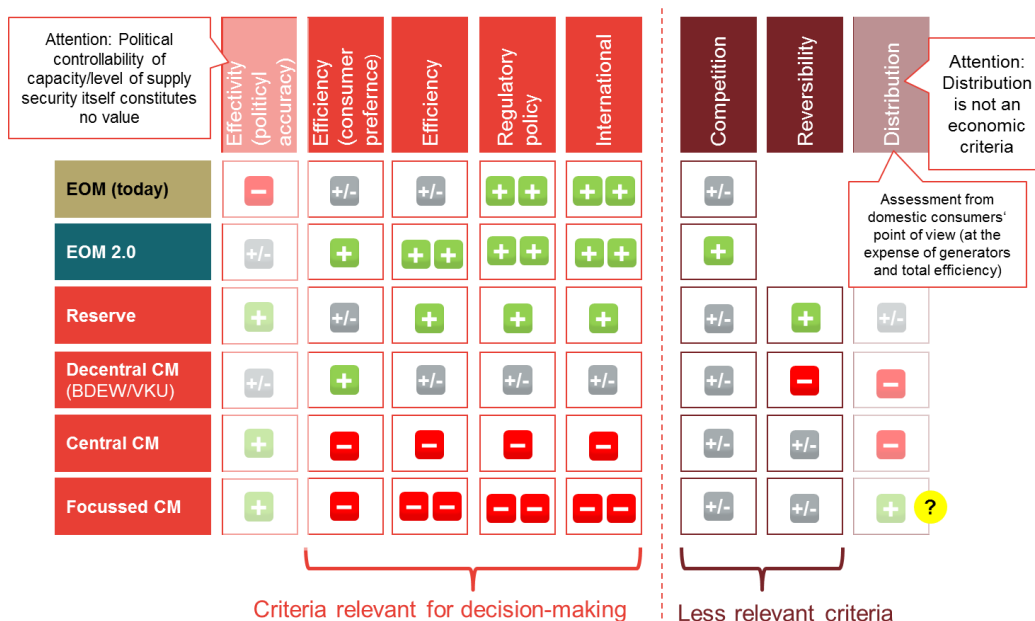 Attention: Political
controllability of
capacity/level of supply
security itself constitutes
no value
Effectivity
(politicyl
accuracy)
Efficiency
(consumer
prefernce)
Efficiency
Regulatory
policy
International
Competition
Reversibility
Distribution
Attention:
Distribution
is not an
economic
criteria
Assessment from
domestic consumers'
point of view (at the
expense of generators
and total efficiency)
EOM (today)
− +/- +/- + + + + +/-
EOM 2.0
+/- + + + + + + + +
Reserve
+ +/- + + + +/- + +/-
Decentral CM
(BDEW/VKU)
+/- + +/- +/- +/- +/- − −
Central CM
+ − − − − +/- +/- −
Focussed CM
+ − − − − − − − +/- +/- + ?
Criteria relevant for decision-making
Less relevant criteria